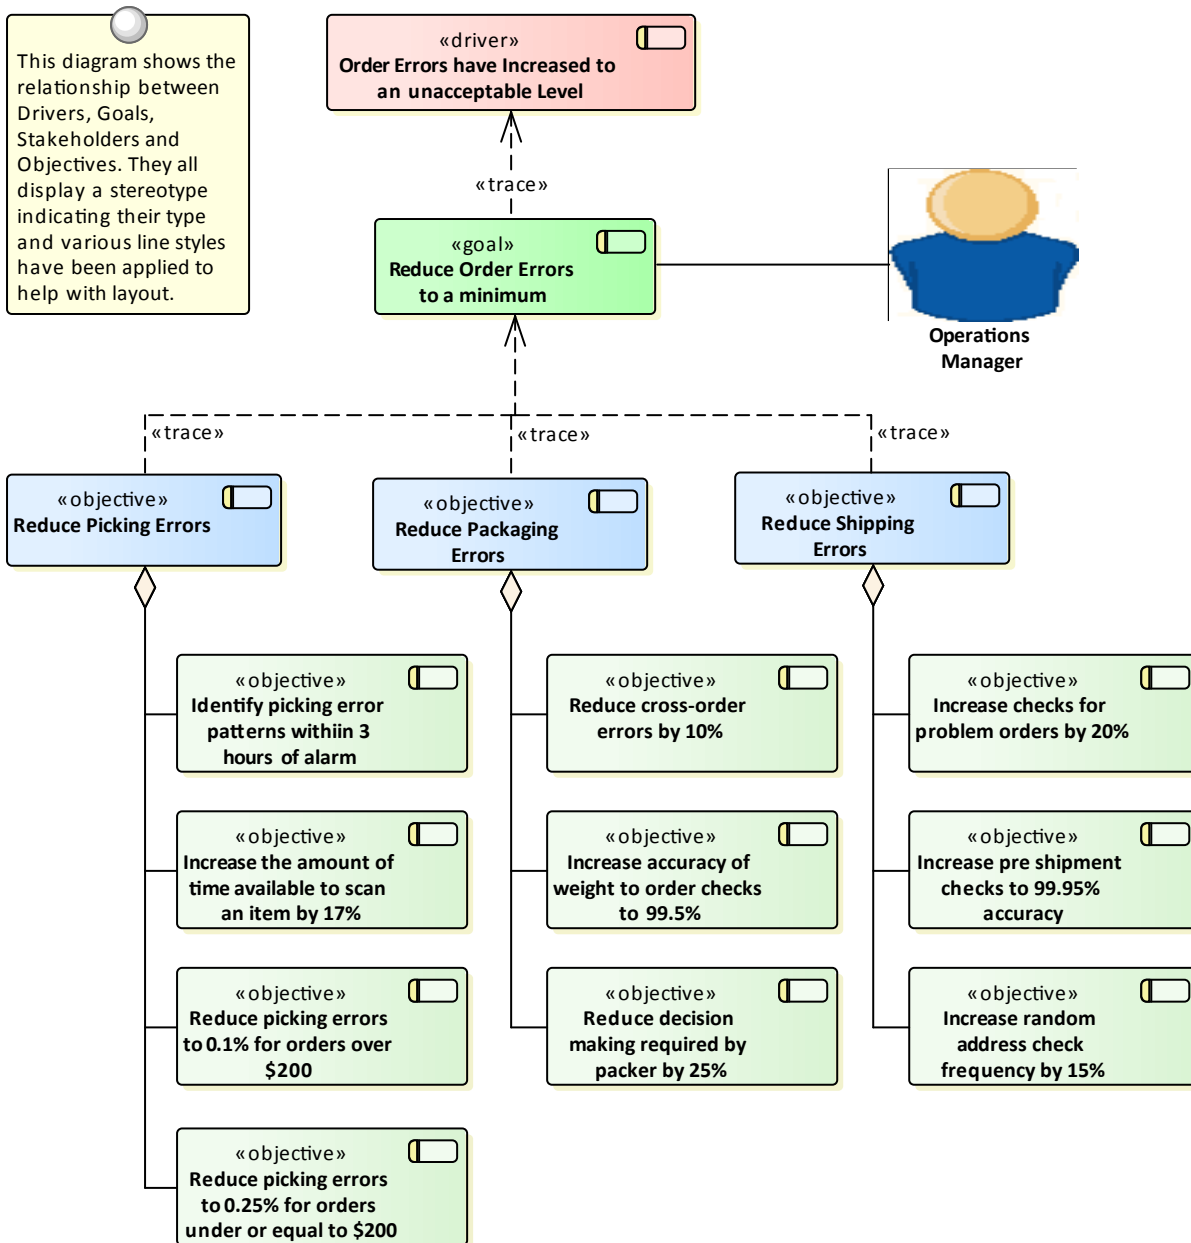 This diagram shows the
relationship between
Drivers, Goals,
Stakeholders and
Objectives. They all
display a stereotype
indicating their type
and various line styles
have been applied to
help with layout.
«driver»
Order Errors have Increased to
an unacceptable Level
«trace»
«goal»
Reduce Order Errors
to a minimum
Operations
Manager
«trace»
«trace»
«trace»
«objective»
Reduce Picking Errors
«objective»
Reduce Packaging
Errors
«objective»
Reduce Shipping
Errors
«objective»
Identify picking error
patterns withiin 3
hours of alarm
«objective»
Increase the amount of
time available to scan
an item by 17%
«objective»
Reduce picking errors
to 0.1% for orders over
$200
«objective»
Reduce picking errors
to 0.25% for orders
under or equal to $200
«objective»
Reduce cross-order
errors by 10%
«objective»
Increase accuracy of
weight to order checks
to 99.5%
«objective»
Reduce decision
making required by
packer by 25%
«objective»
Increase checks for
problem orders by 20%
«objective»
Increase pre shipment
checks to 99.95%
accuracy
«objective»
Increase random
address check
frequency by 15%